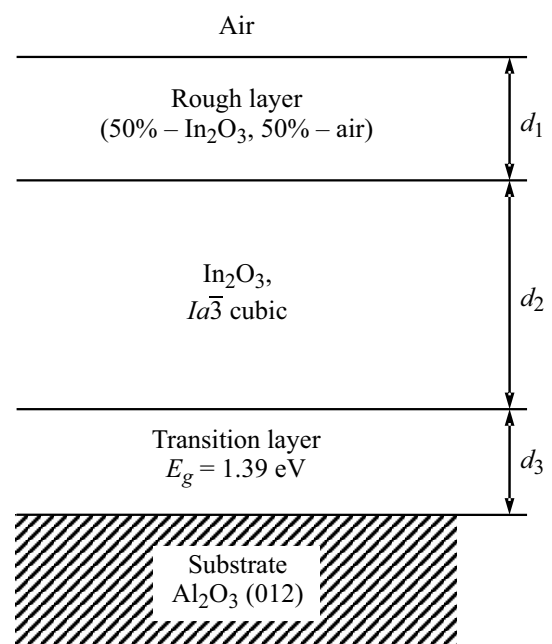 Air
Rough layer
(50% – In₂O₃, 50% – air)
d₁
In₂O₃,
Ia3̅ cubic
d₂
Transition layer
E_g = 1.39 eV
d₃
Substrate
Al₂O₃ (012)